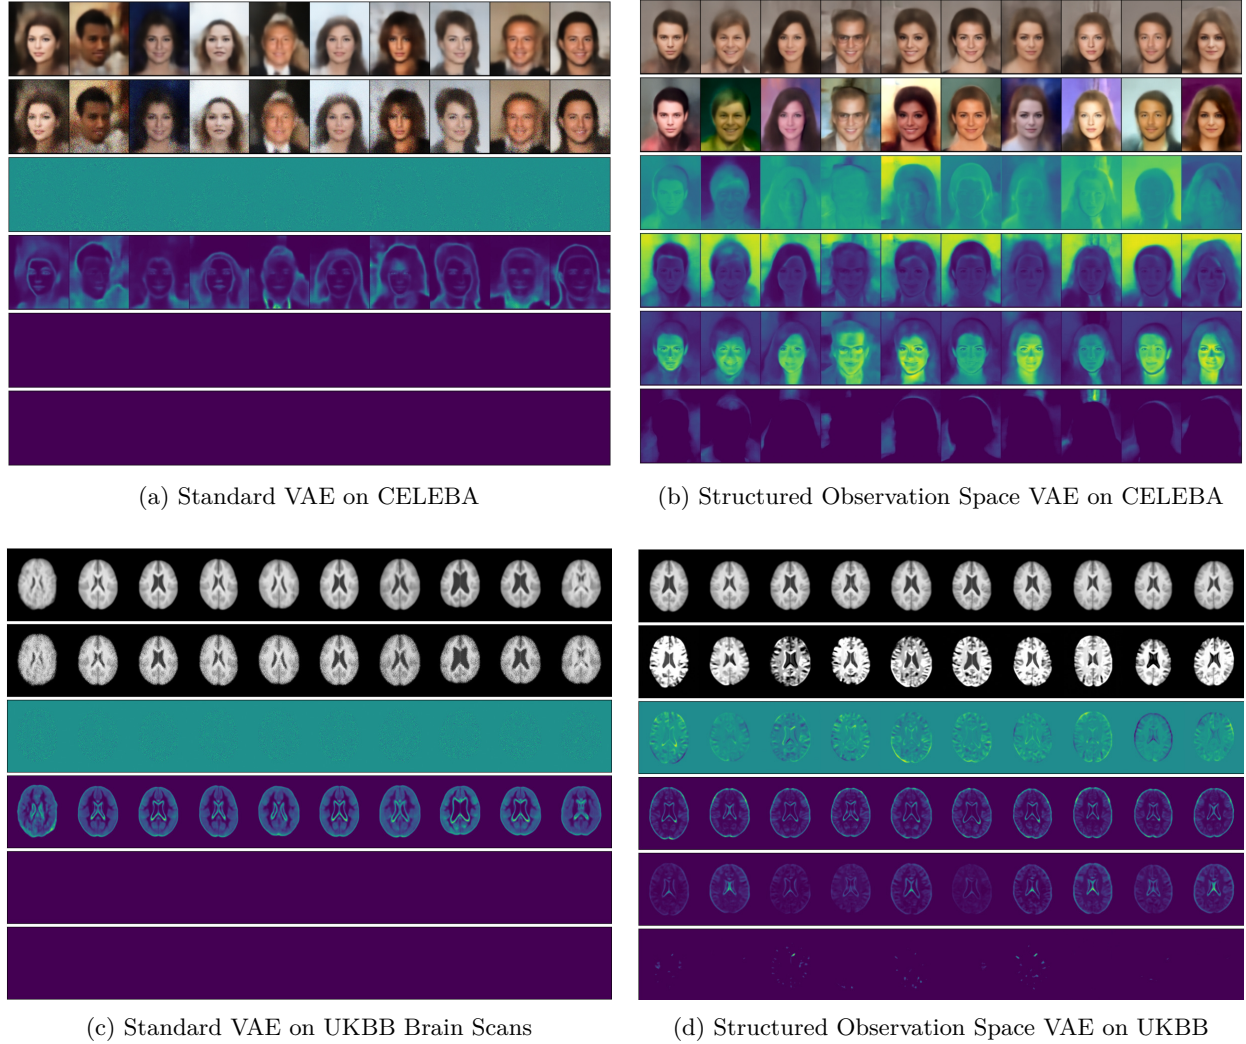 (a) Standard VAE on CELEBA
(b) Structured Observation Space VAE on CELEBA
(c) Standard VAE on UKBB Brain Scans
(d) Structured Observation Space VAE on UKBB